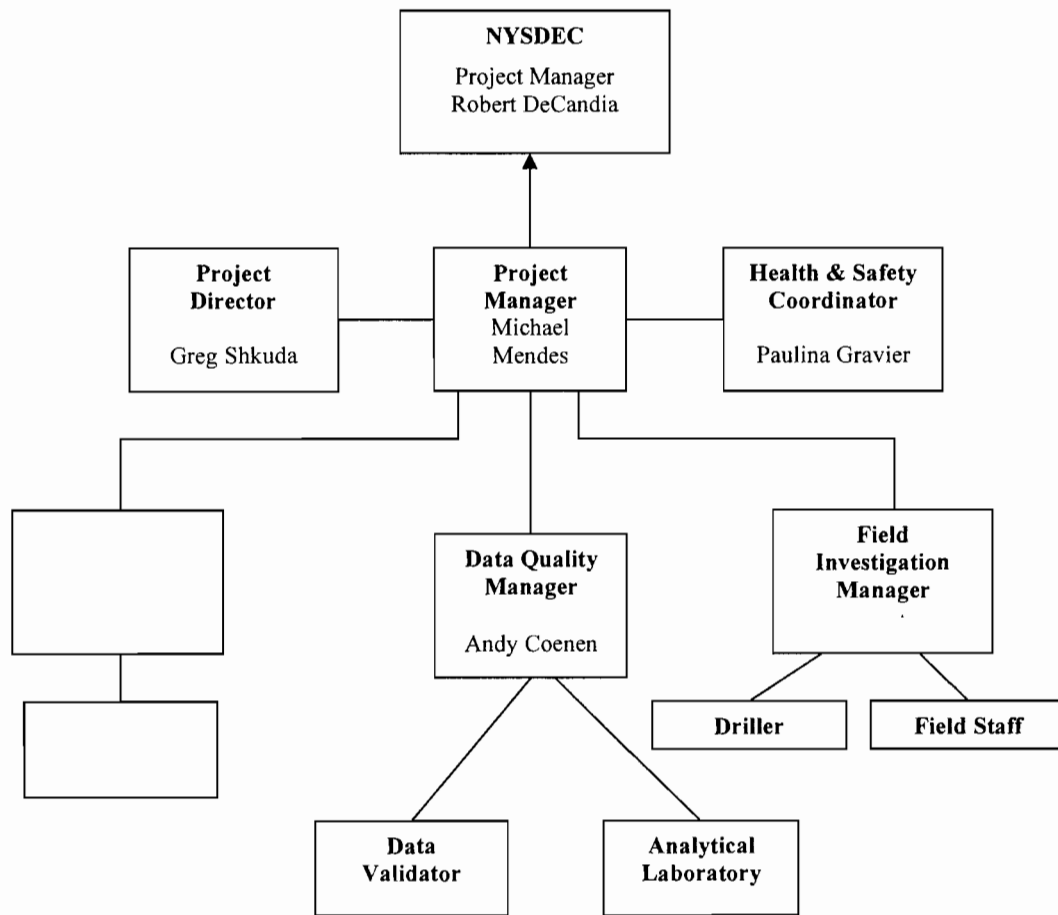 NYSDEC
Project Manager
Robert DeCandia
Project
Director
Greg Shkuda
Project
Manager
Michael
Mendes
Health & Safety
Coordinator
Paulina Gravier
Data Quality
Manager
Andy Coenen
Field
Investigation
Manager
Driller
Field Staff
Data
Validator
Analytical
Laboratory